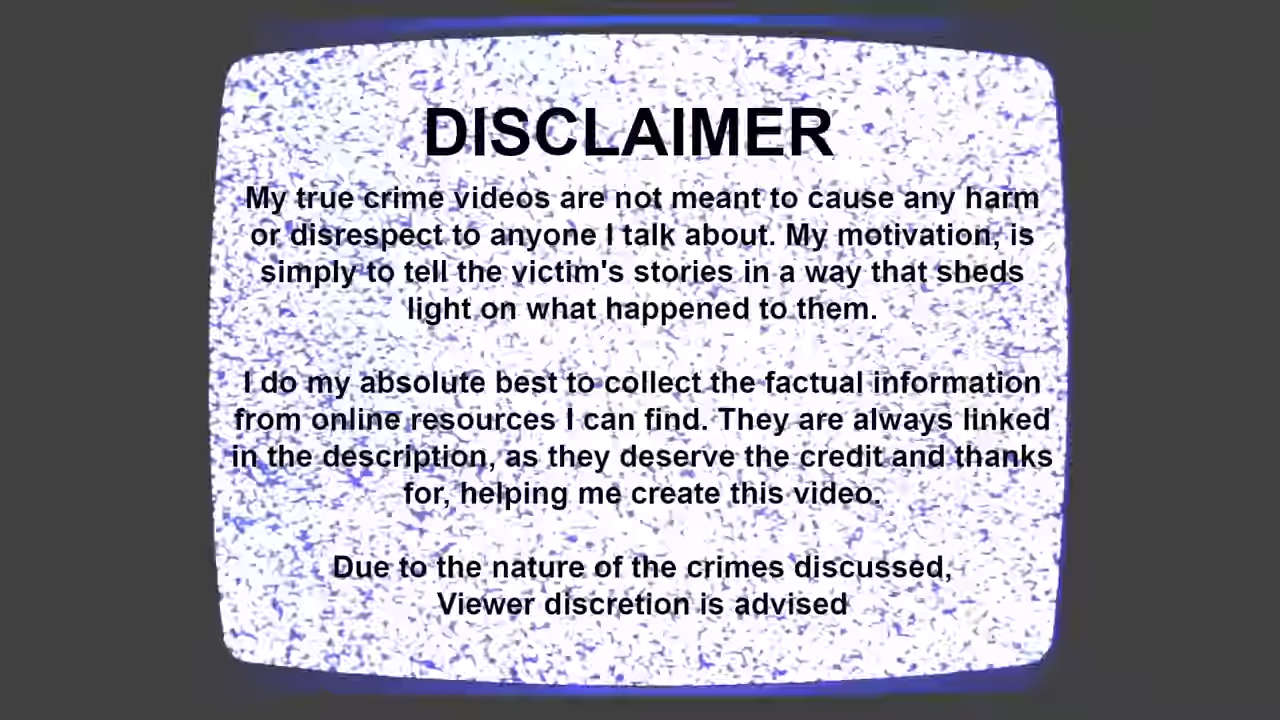 DISCLAIMER
My true crime videos are not meant to cause any harm
or disrespect to anyone I talk about. My motivation, is
simply to tell the victim's stories in a way that sheds
light on what happened to them.
I do my absolute best to collect the factual information
from online resources I can find. They are always linked
in the description, as they deserve the credit and thanks
for, helping me create this video.
Due to the nature of the crimes discussed,
Viewer discretion is advised